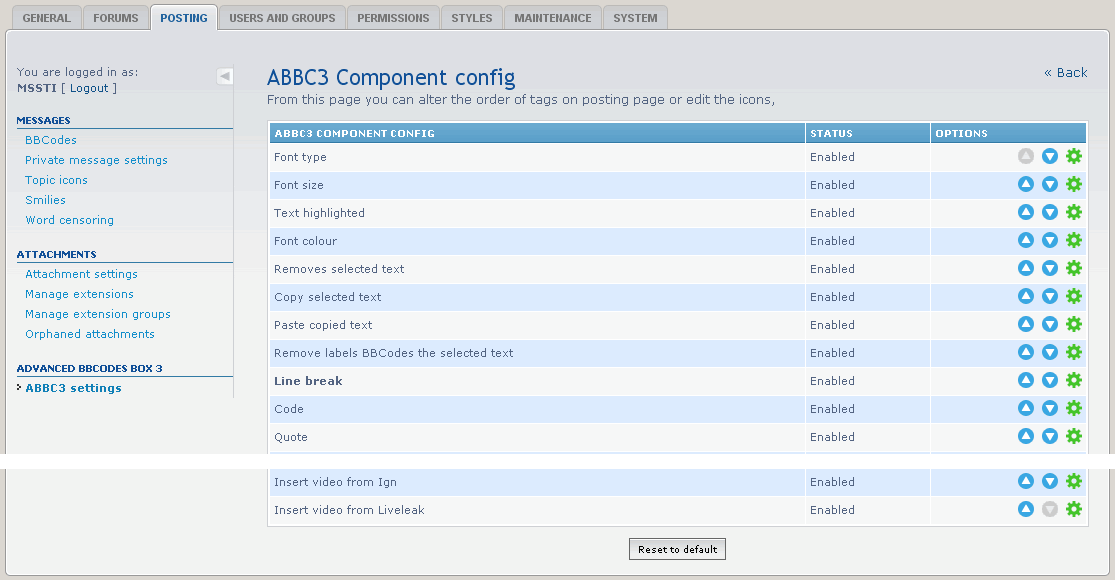 GENERAL FORUMS POSTING USERS AND GROUPS PERMISSIONS STYLES MAINTENANCE SYSTEM
You are logged in as:
MSSTI [ Logout ]
MESSAGES
BBCodes
Private message settings
Topic icons
Smilies
Word censoring
ATTACHMENTS
Attachment settings
Manage extensions
Manage extension groups
Orphaned attachments
ADVANCED BBCODES BOX 3
ABBC3 settings
« Back
ABBC3 Component config
From this page you can alter the order of tags on posting page or edit the icons,
ABBC3 COMPONENT CONFIG STATUS OPTIONS
Font type Enabled
Font size Enabled
Text highlighted Enabled
Font colour Enabled
Removes selected text Enabled
Copy selected text Enabled
Paste copied text Enabled
Remove labels BBCodes the selected text Enabled
Line break Enabled
Code Enabled
Quote Enabled
Insert video from Ign Enabled
Insert video from Liveleak Enabled
Reset to default